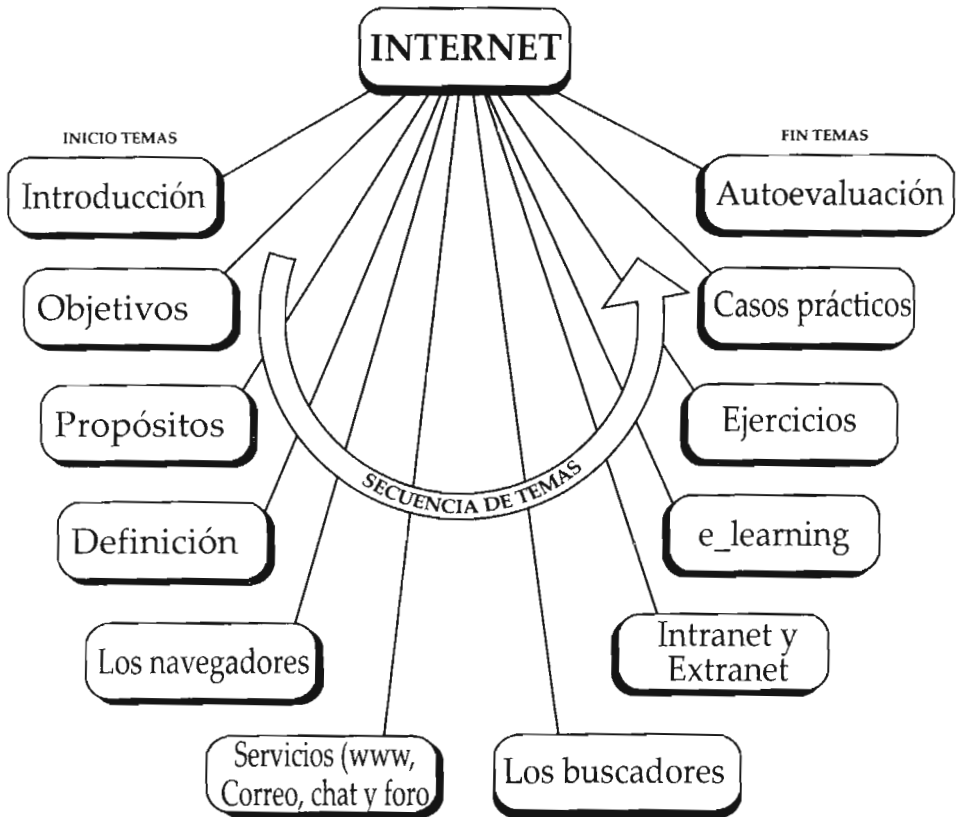 INTERNET
INICIO TEMAS
Introducción
Objetivos
Propósitos
Definición
Los navegadores
Servicios (www,
Correo, chat y foro
Los buscadores
Intranet y
Extranet
e_learning
Ejercicios
Casos prácticos
FIN TEMAS
Autoevaluación
SECUENCIA DE TEMAS